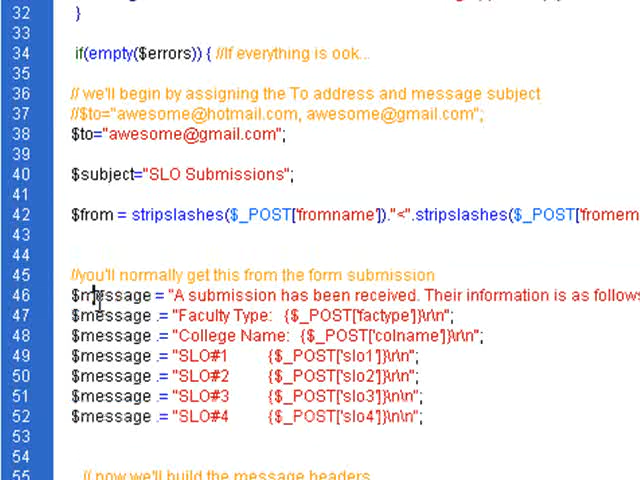 32 }
33
34 if(empty($errors)) { //If everything is ook...
35
36 // we'll begin by assigning the To address and message subject
37 //$to="awesome@hotmail.com, awesome@gmail.com";
38 $to="awesome@gmail.com";
39
40 $subject="SLO Submissions";
41
42 $from = stripslashes($_POST['fromname'])."<".stripslashes($_POST['fromem
43
44
45 //you'll normally get this from the form submission
46 $message = "A submission has been received. Their information is as follows
47 $message .= "Faculty Type: {$_POST['factype']}\r\n";
48 $message .= "College Name: {$_POST['colname']}\r\n";
49 $message .= "SLO#1 {$_POST['slo1']}\r\n";
50 $message .= "SLO#2 {$_POST['slo2']}\r\n";
51 $message .= "SLO#3 {$_POST['slo3']}\n\n";
52 $message .= "SLO#4 {$_POST['slo4']}\n\n";
53
54
55 // now we'll build the message headers